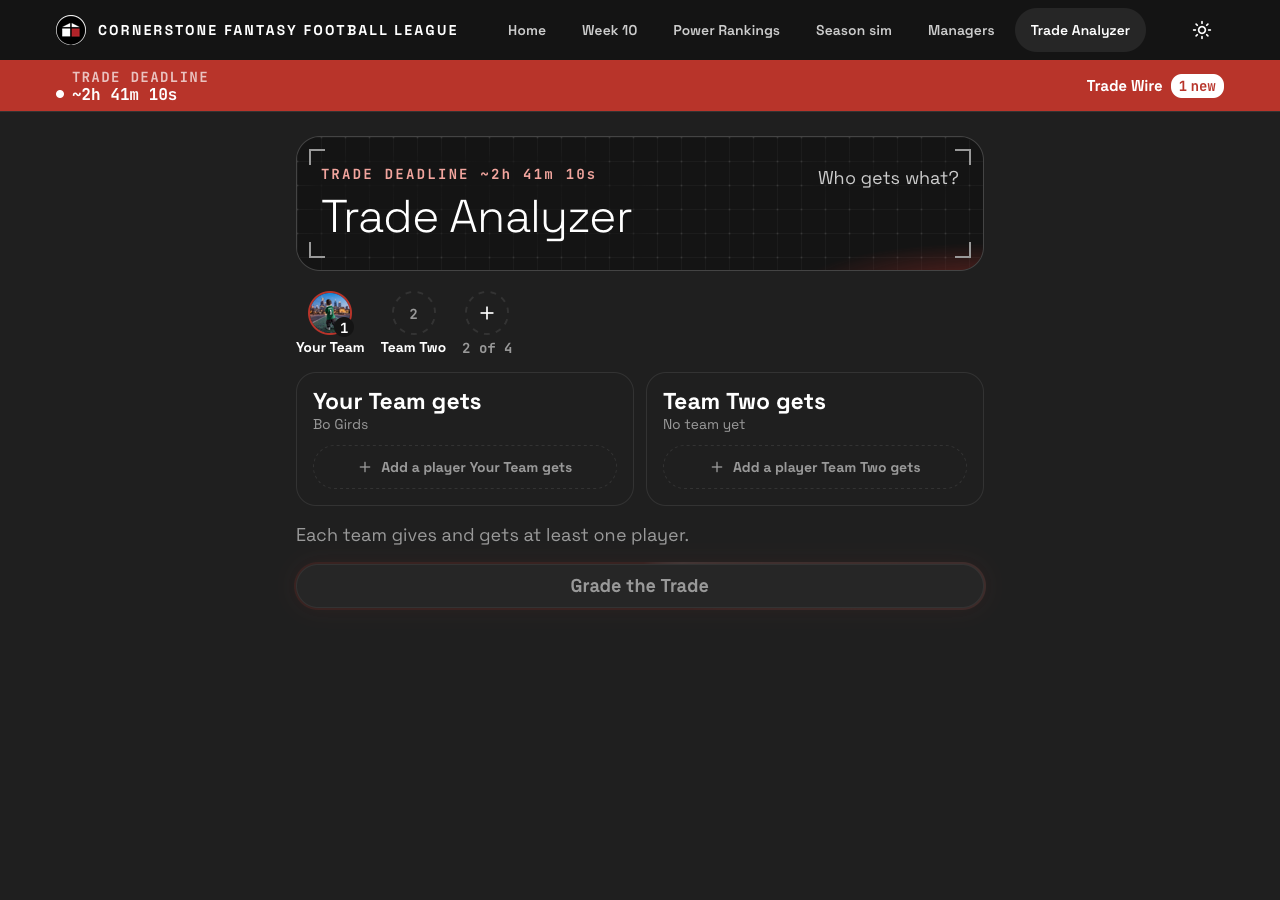 CORNERSTONE FANTASY FOOTBALL LEAGUE
Home
Week 10
Power Rankings
Season sim
Managers
Trade Analyzer
TRADE DEADLINE
~2h 41m 10s
Trade Wire
1 new
TRADE DEADLINE ~2h 41m 10s
Who gets what?
Trade Analyzer
1
2
Your Team
Team Two
2 of 4
Your Team gets
Bo Girds
Add a player Your Team gets
Team Two gets
No team yet
Add a player Team Two gets
Each team gives and gets at least one player.
Grade the Trade